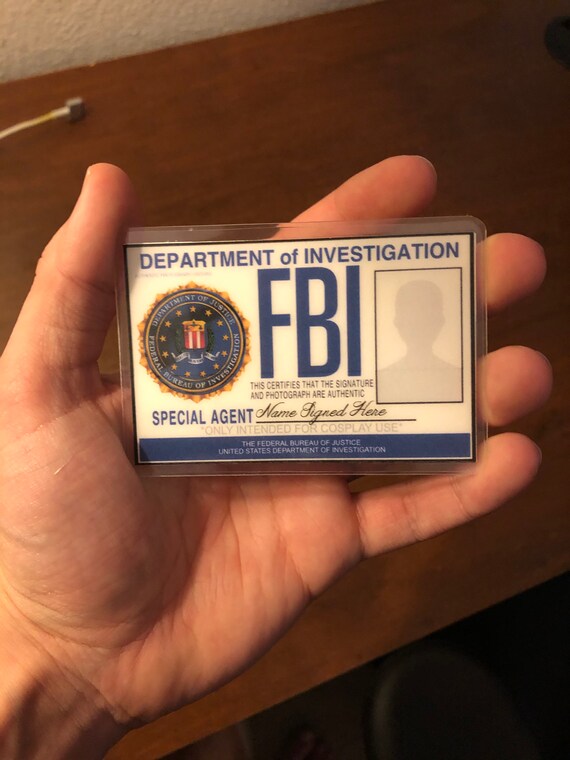 DEPARTMENT of INVESTIGATION
DEPARTMENT OF JUSTICE
FEDERAL BUREAU OF INVESTIGATION
FBI
THIS CERTIFIES THAT THE SIGNATURE
AND PHOTOGRAPH ARE AUTHENTIC
SPECIAL AGENT Name Signed Here
"ONLY INTENDED FOR COSPLAY USE"
THE FEDERAL BUREAU OF JUSTICE
UNITED STATES DEPARTMENT OF INVESTIGATION